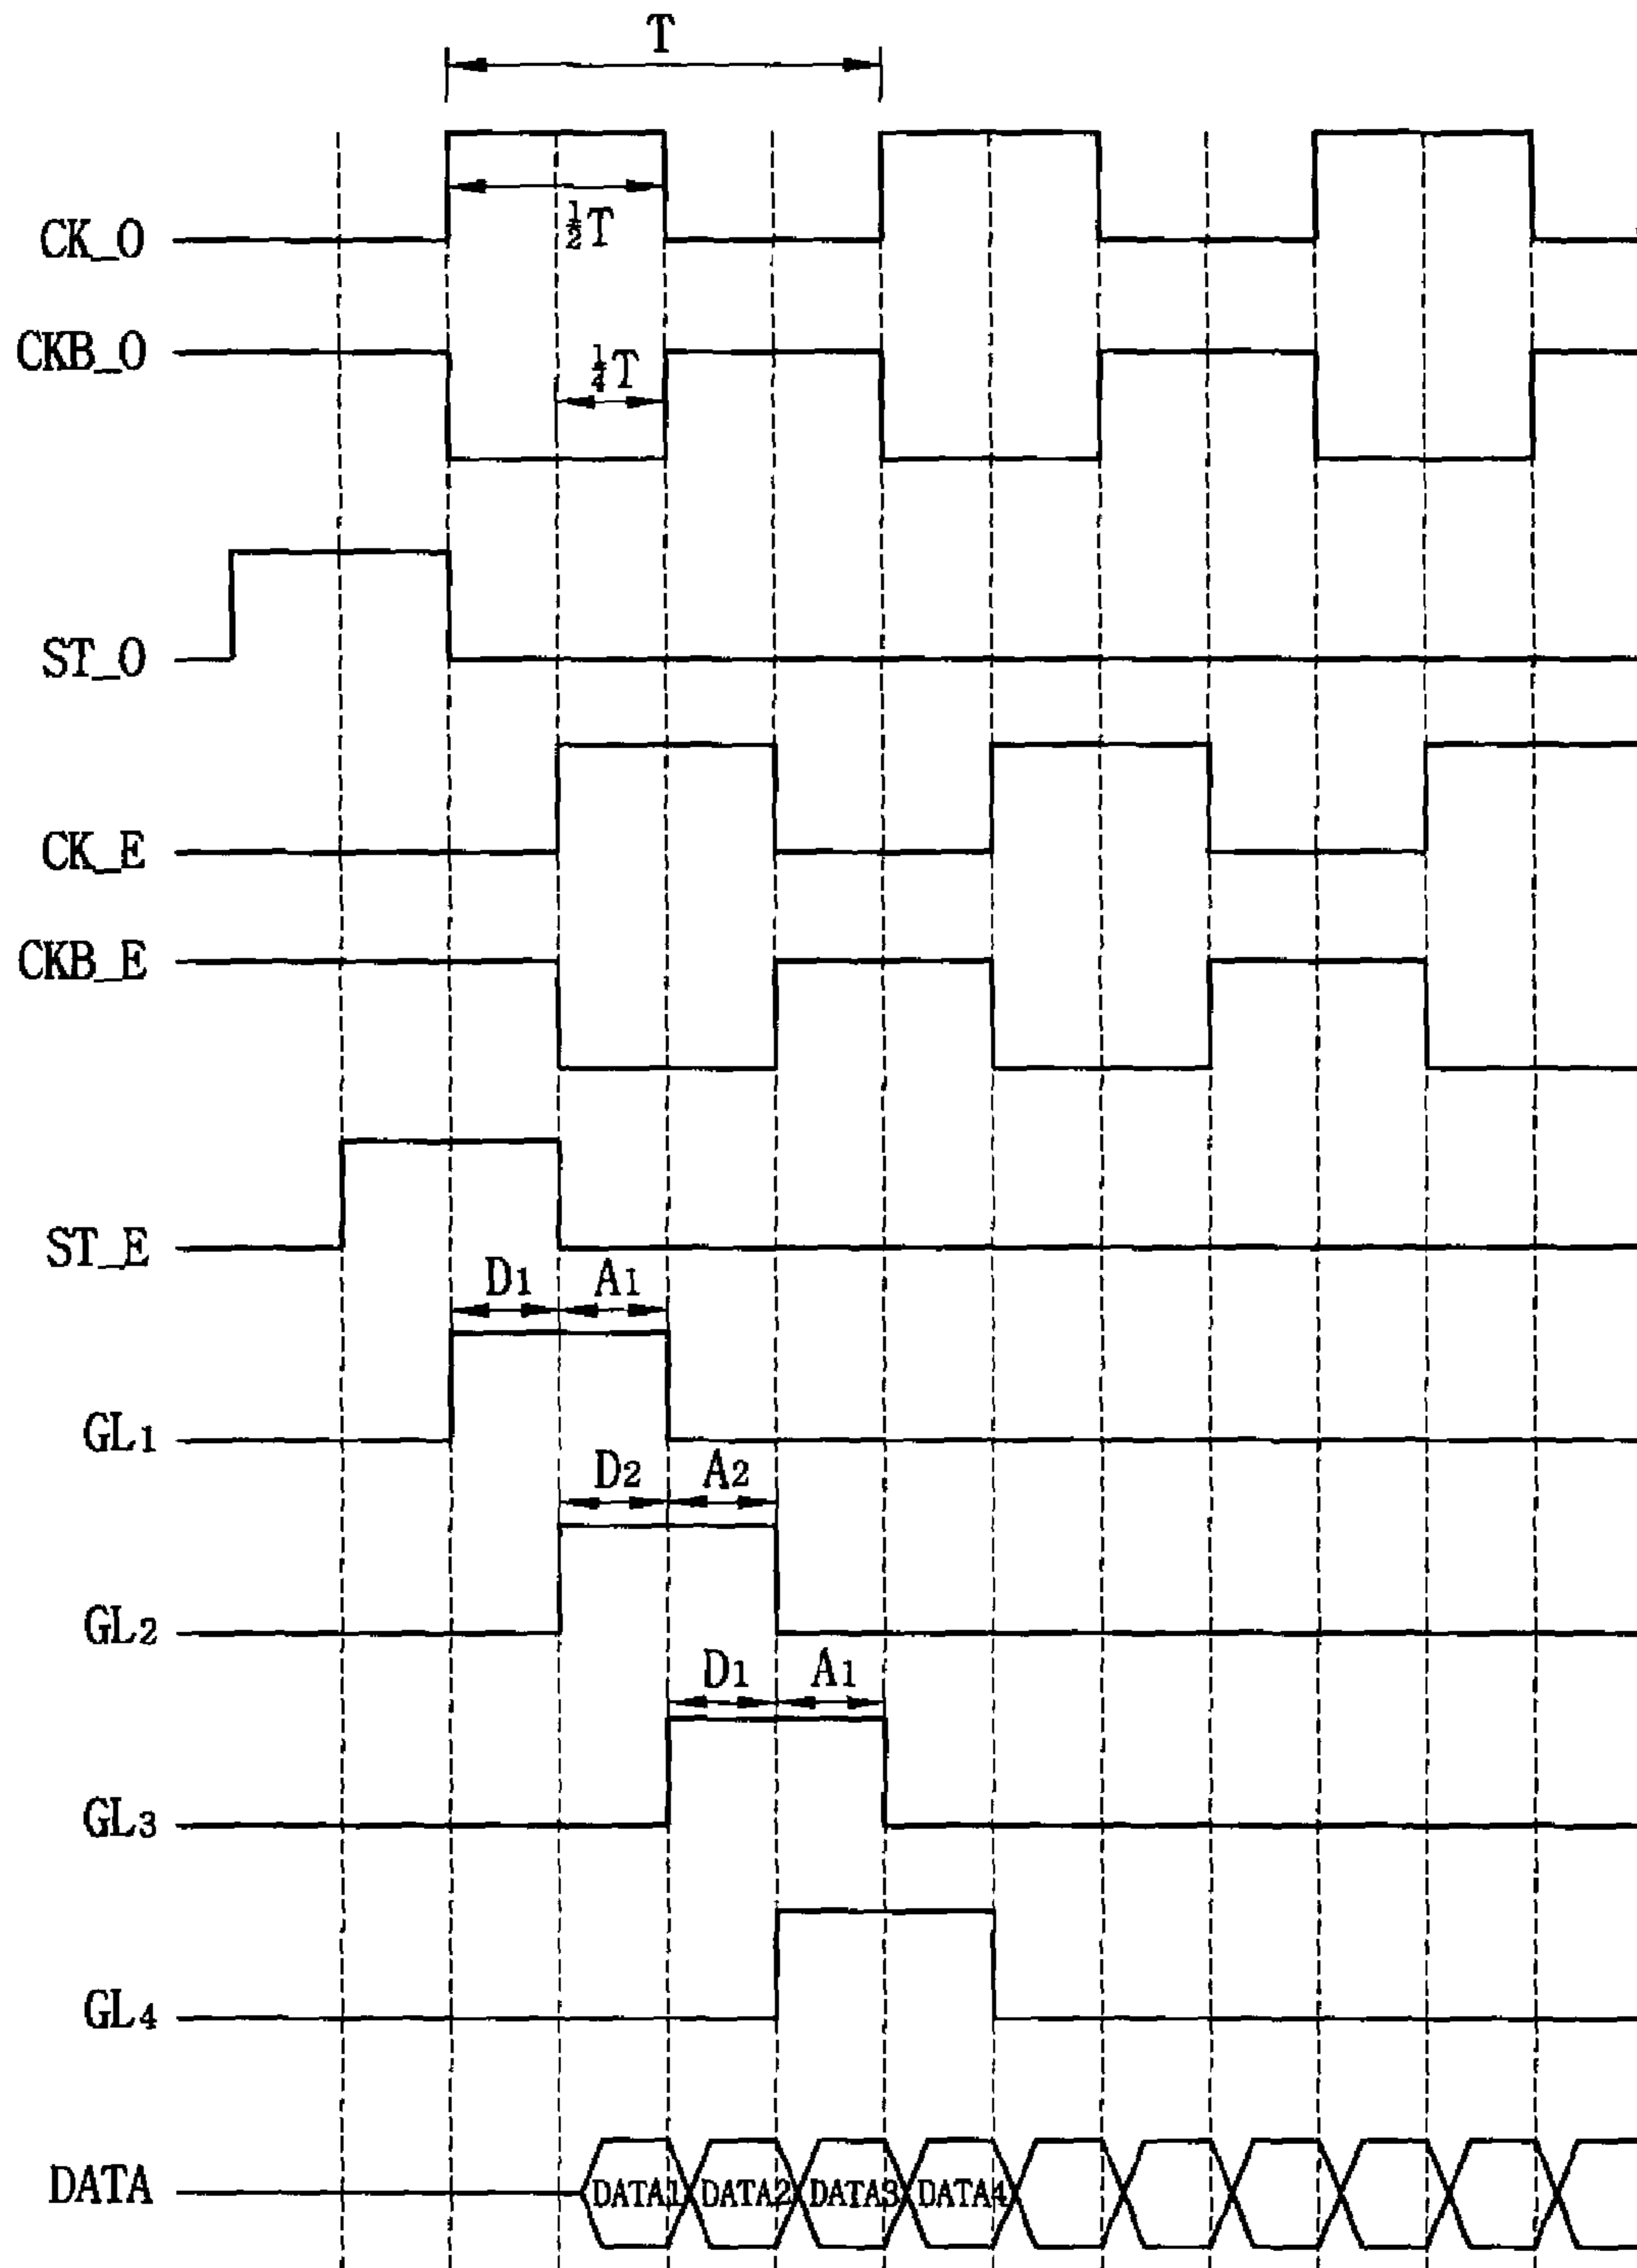 T
CK_O
½T
CKB_O
¼T
ST_O
CK_E
CKB_E
ST_E
D1 A1
GL1
D2 A2
GL2
D1 A1
GL3
GL4
DATA DATA1 DATA2 DATA3 DATA4